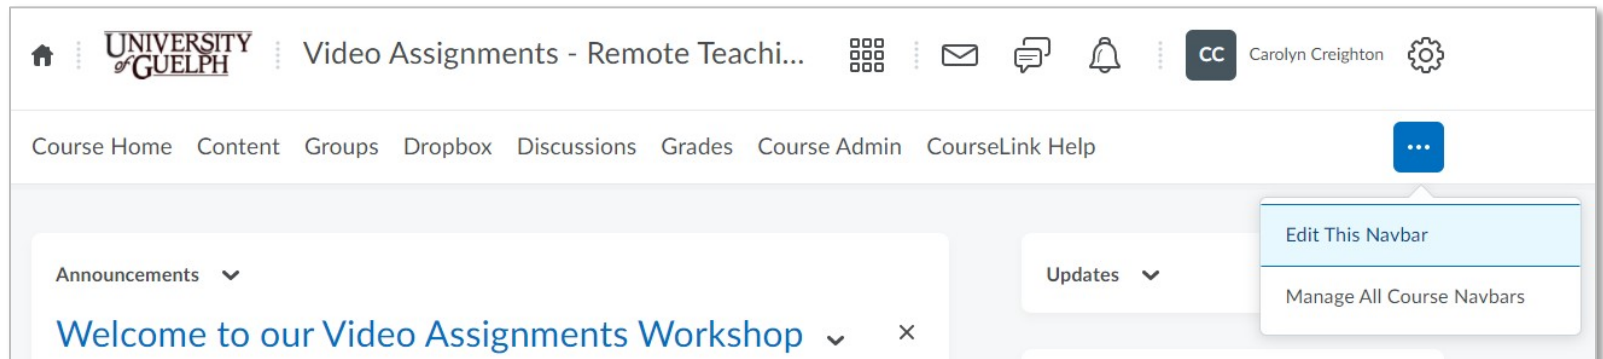 UNIVERSITY
of GUELPH
Video Assignments - Remote Teachi...
CC
Carolyn Creighton
Course Home Content Groups Dropbox Discussions Grades Course Admin CourseLink Help
...
Edit This Navbar
Manage All Course Navbars
Announcements
Updates
Welcome to our Video Assignments Workshop